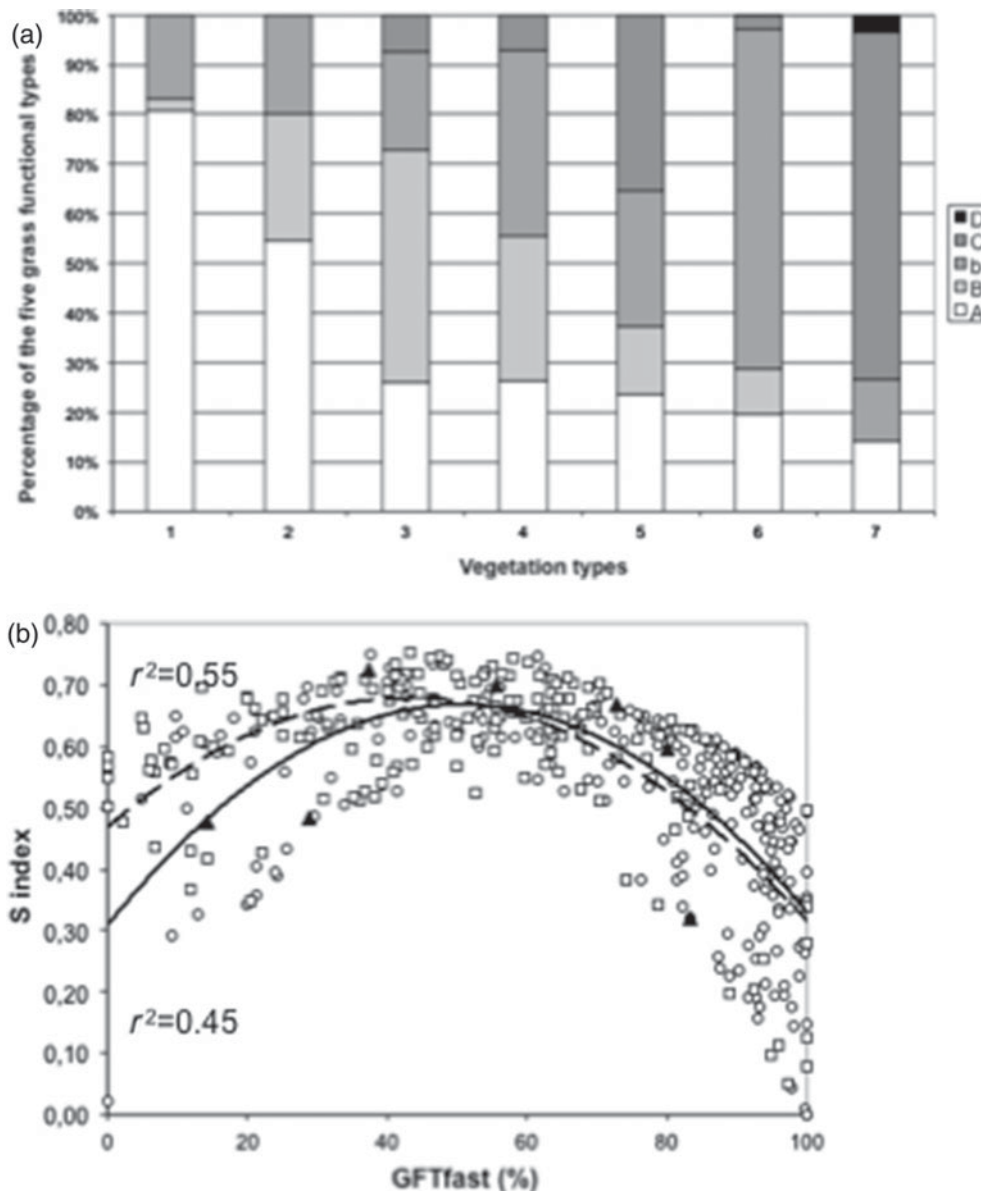 (a)
Percentage of the five grass functional types
100%
90%
80%
70%
60%
50%
40%
30%
20%
10%
0%
1 2 3 4 5 6 7
Vegetation types
D
C
b
B
A
(b)
S index
0,80
0,70
0,60
0,50
0,40
0,30
0,20
0,10
0,00
r²=0.55
r²=0.45
0 20 40 60 80 100
GFTfast (%)